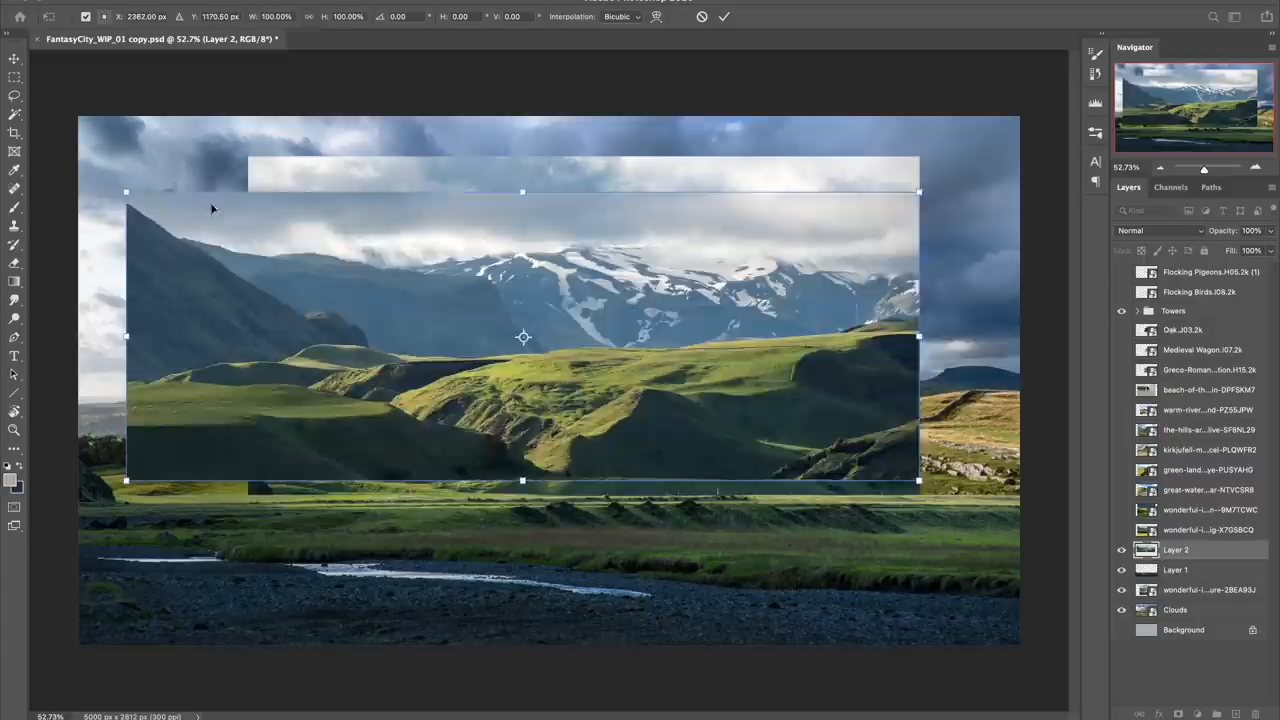 X: 2362.00 px Y: 1170.50 px W: 100.00% H: 100.00% 0.00 ° H: 0.00 ° V: 0.00 ° Interpolation: Bicubic
× FantasyCity_WIP_01 copy.psd @ 52.7% (Layer 2, RGB/8*) *
Navigator
52.73%
Layers Channels Paths
Kind
Normal Opacity: 100%
Lock: Fill: 100%
Flocking Pigeons.H05.2k (1)
Flocking Birds.I08.2k
Towers
Oak.J03.2k
Medieval Wagon.I07.2k
Greco-Roman...tion.H15.2k
beach-of-th...in-DPFSKM7
warm-river...nd-PZ55JPW
the-hills-ar...live-SF8NL29
kirkjufell-m...cel-PLQWFR2
green-land...ye-PUSYAHG
great-water...ar-NTVCSR8
wonderful-i...n--9M7TCWC
wonderful-i...ig-X7GSBCQ
Layer 2
Layer 1
wonderful-i...ure-2BEA93J
Clouds
Background
52.73% 5000 px x 2812 px (300 ppi)